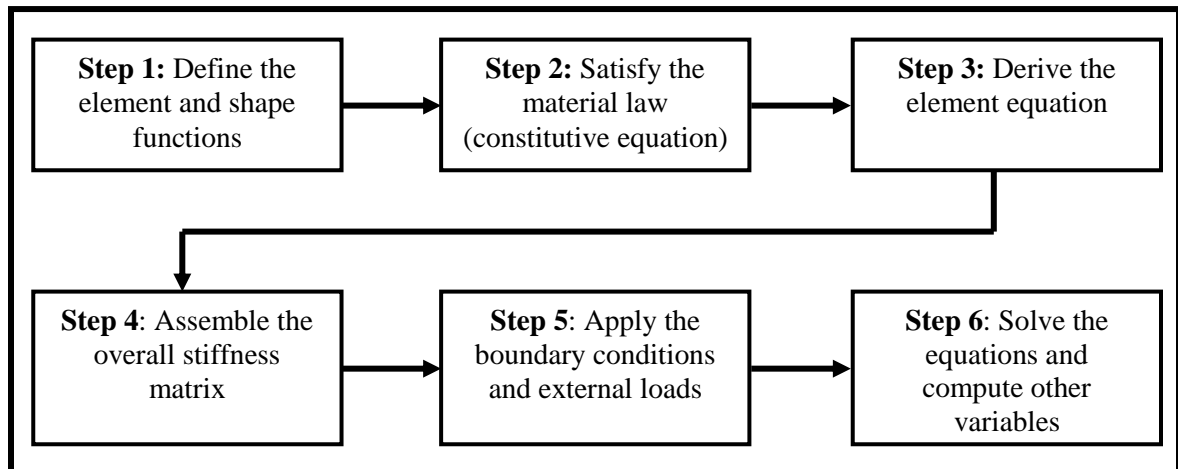 Step 1: Define the
element and shape
functions
Step 2: Satisfy the
material law
(constitutive equation)
Step 3: Derive the
element equation
Step 4: Assemble the
overall stiffness
matrix
Step 5: Apply the
boundary conditions
and external loads
Step 6: Solve the
equations and
compute other
variables